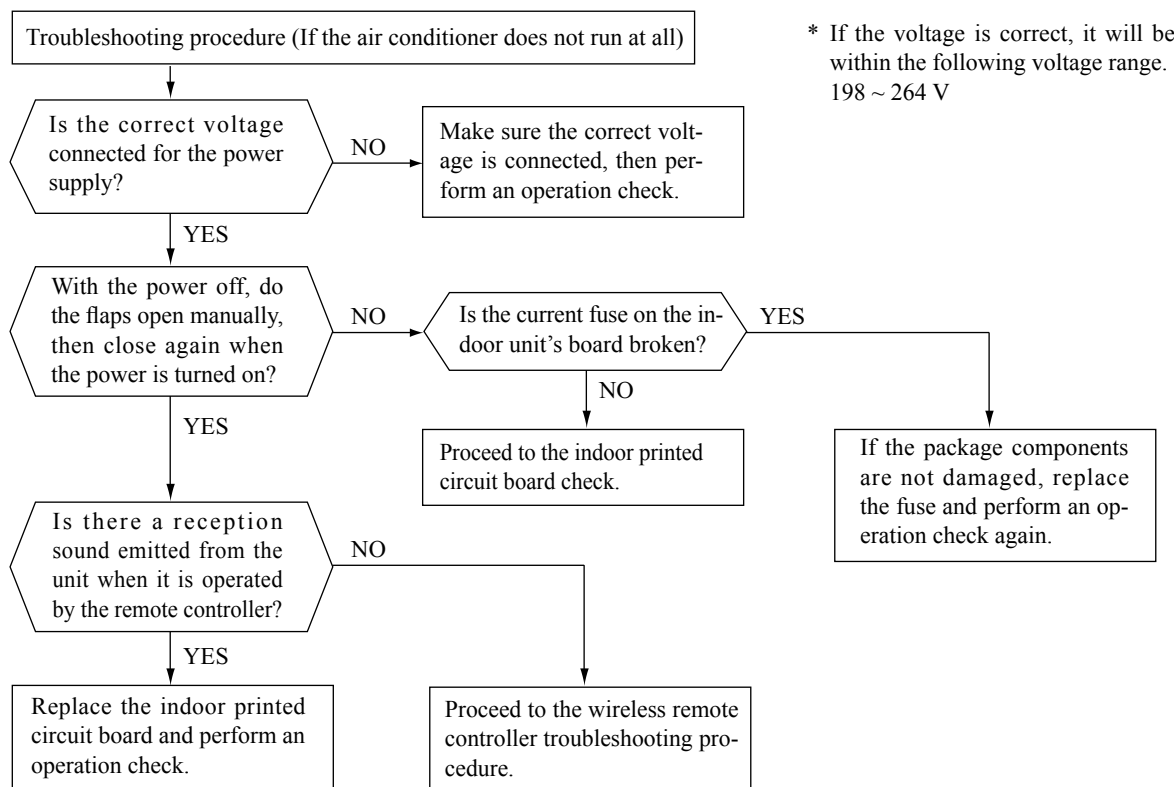 Troubleshooting procedure (If the air conditioner does not run at all)
* If the voltage is correct, it will be
within the following voltage range.
198 ~ 264 V
Is the correct voltage
connected for the power
supply?
NO
Make sure the correct volt-
age is connected, then per-
form an operation check.
YES
With the power off, do
the flaps open manually,
then close again when
the power is turned on?
NO
Is the current fuse on the in-
door unit's board broken?
YES
NO
YES
Proceed to the indoor printed
circuit board check.
If the package components
are not damaged, replace
the fuse and perform an op-
eration check again.
Is there a reception
sound emitted from the
unit when it is operated
by the remote controller?
NO
YES
Replace the indoor printed
circuit board and perform an
operation check.
Proceed to the wireless remote
controller troubleshooting pro-
cedure.